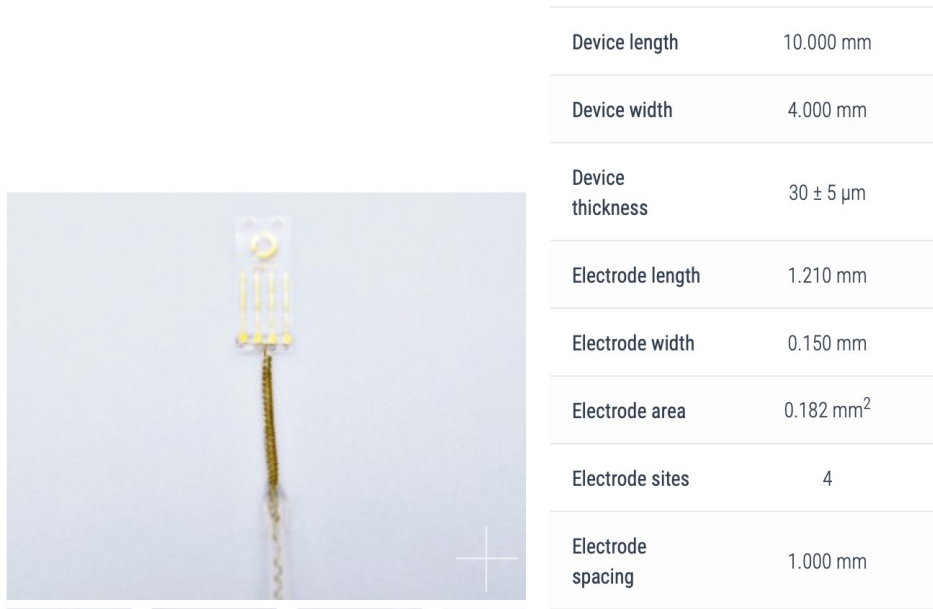 Device length 10.000 mm
Device width 4.000 mm
Device
thickness 30 ± 5 µm
Electrode length 1.210 mm
Electrode width 0.150 mm
Electrode area 0.182 mm²
Electrode sites 4
Electrode
spacing 1.000 mm